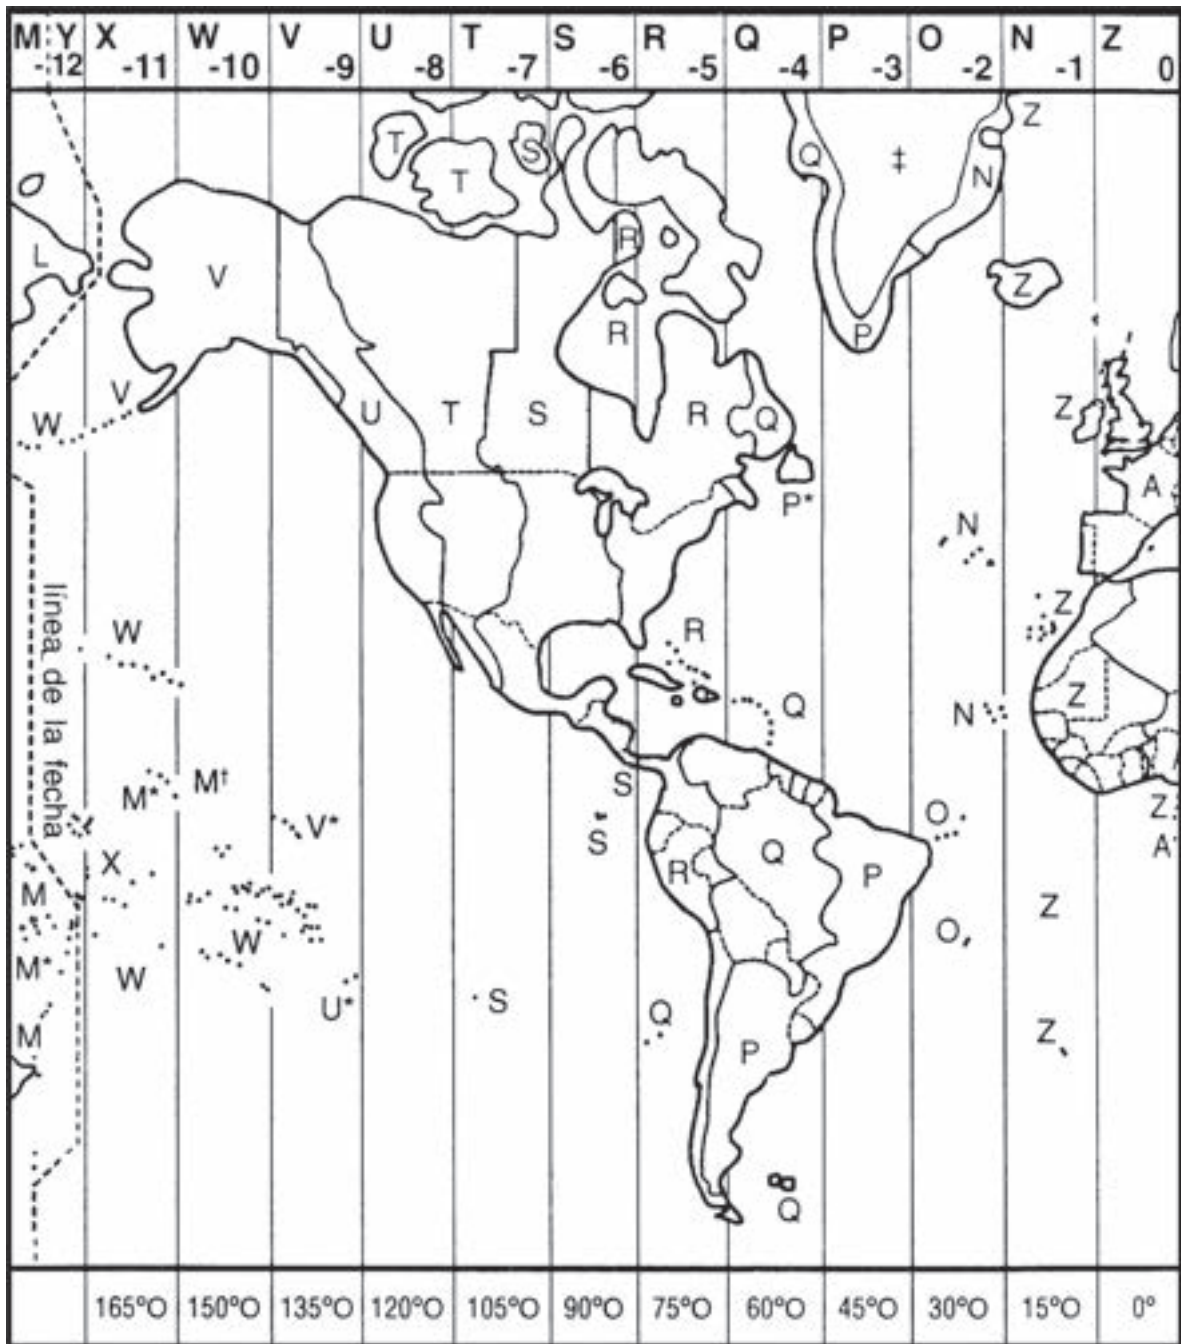 M Y X W V U T S R Q P O N Z
-12 -11 -10 -9 -8 -7 -6 -5 -4 -3 -2 -1 0
Z
T S Q ‡
T N
R
L V Z
R P
V
W U T S R Q Z
A
P*
N
línea de la fecha
Z
W R
Z
Q N
M* M† S
V* S O Z
A
X Q
M R P
Z
W O
M*
W
U* S Q
M Z
P
Q
165ºO 150ºO 135ºO 120ºO 105ºO 90ºO 75ºO 60ºO 45ºO 30ºO 15ºO 0º